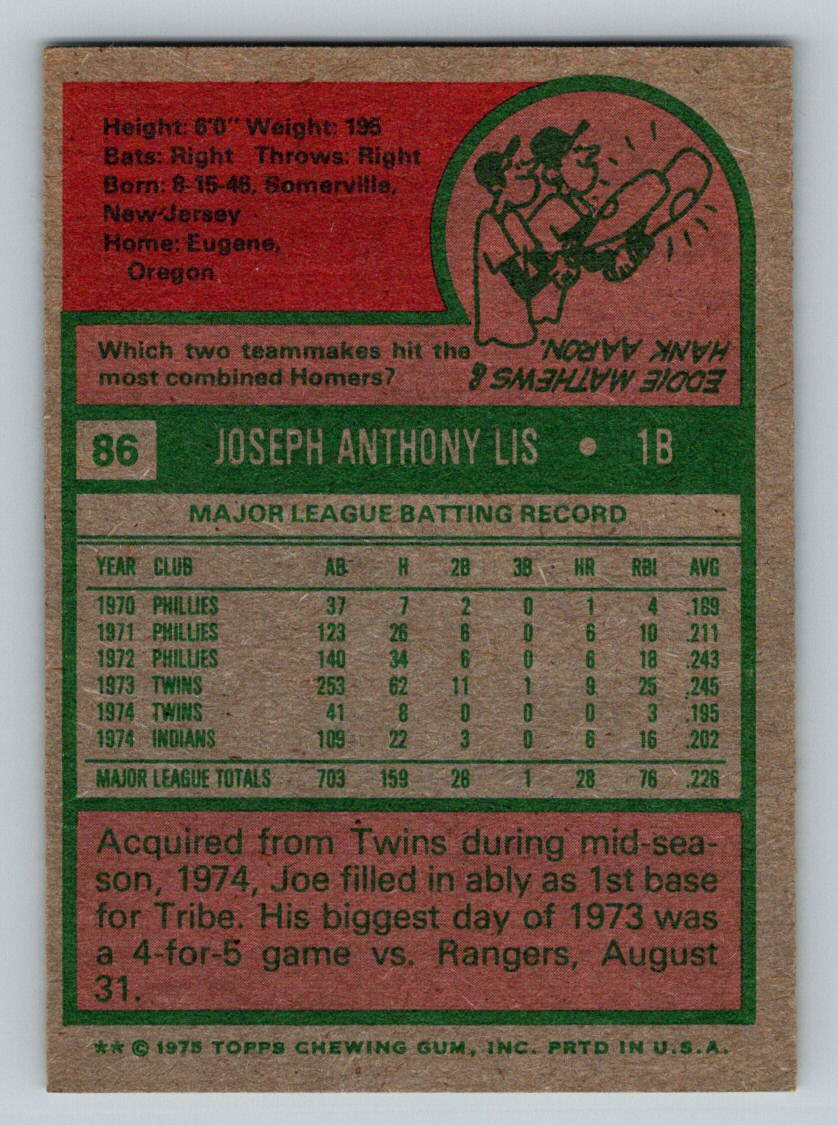 Height: 6'0" Weight: 195
Bats: Right Throws: Right
Born: 8-15-46, Somerville,
New Jersey
Home: Eugene,
Oregon
Which two teammakes hit the
most combined Homers?
EDDIE MATHEWS &
HANK AARON.
86 JOSEPH ANTHONY LIS • 1B
MAJOR LEAGUE BATTING RECORD
YEAR CLUB AB H 2B 3B HR RBI AVG
1970 PHILLIES 37 7 2 0 1 4 .189
1971 PHILLIES 123 26 6 0 6 10 .211
1972 PHILLIES 140 34 6 0 6 18 .243
1973 TWINS 253 62 11 1 9 25 .245
1974 TWINS 41 8 0 0 0 3 .195
1974 INDIANS 109 22 3 0 6 16 .202
MAJOR LEAGUE TOTALS 703 159 28 1 28 76 .226
Acquired from Twins during mid-sea-
son, 1974, Joe filled in ably as 1st base
for Tribe. His biggest day of 1973 was
a 4-for-5 game vs. Rangers, August
31.
** © 1975 TOPPS CHEWING GUM, INC. PRTD IN U.S.A.